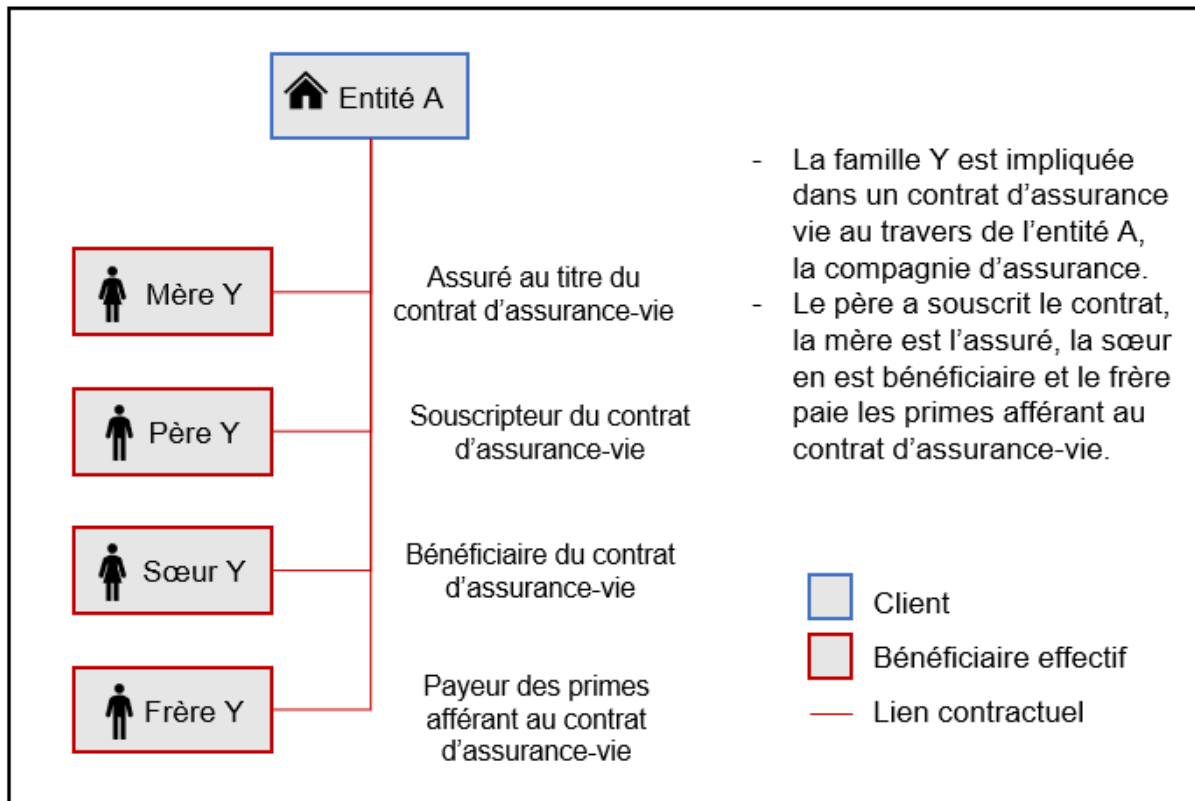 Entité A
Mère Y
Assuré au titre du
contrat d'assurance-vie
Père Y
Souscripteur du contrat
d'assurance-vie
Sœur Y
Bénéficiaire du contrat
d'assurance-vie
Frère Y
Payeur des primes
afférant au contrat
d'assurance-vie
- La famille Y est impliquée
dans un contrat d'assurance
vie au travers de l'entité A,
la compagnie d'assurance.
- Le père a souscrit le contrat,
la mère est l'assuré, la sœur
en est bénéficiaire et le frère
paie les primes afférant au
contrat d'assurance-vie.
Client
Bénéficiaire effectif
Lien contractuel